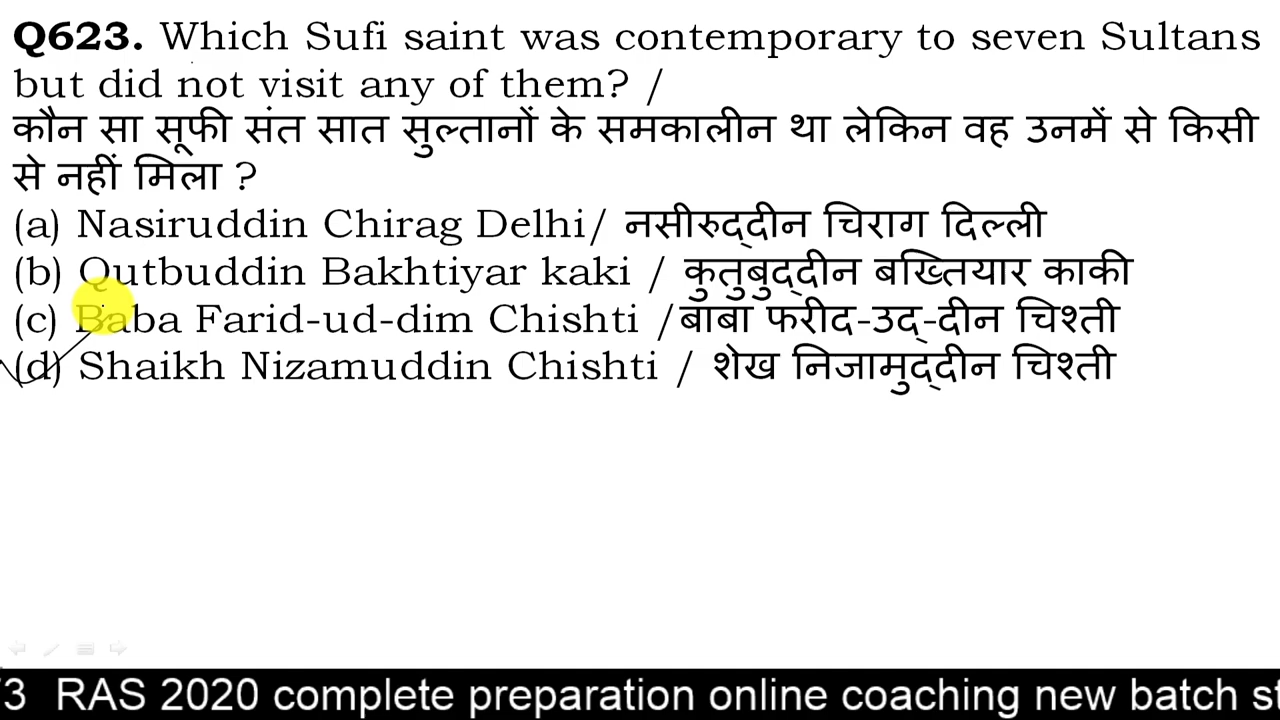 Q623. Which Sufi saint was contemporary to seven Sultans
but did not visit any of them? /
कौन सा सूफी संत सात सुल्तानों के समकालीन था लेकिन वह उनमें से किसी
से नहीं मिला ?
(a) Nasiruddin Chirag Delhi/ नसीरुद्दीन चिराग दिल्ली
(b) Qutbuddin Bakhtiyar kaki / कुतुबुद्दीन बख्तियार काकी
(c) Baba Farid-ud-dim Chishti /बाबा फरीद-उद्-दीन चिश्ती
(d) Shaikh Nizamuddin Chishti / शेख निजामुद्दीन चिश्ती
3 RAS 2020 complete preparation online coaching new batch